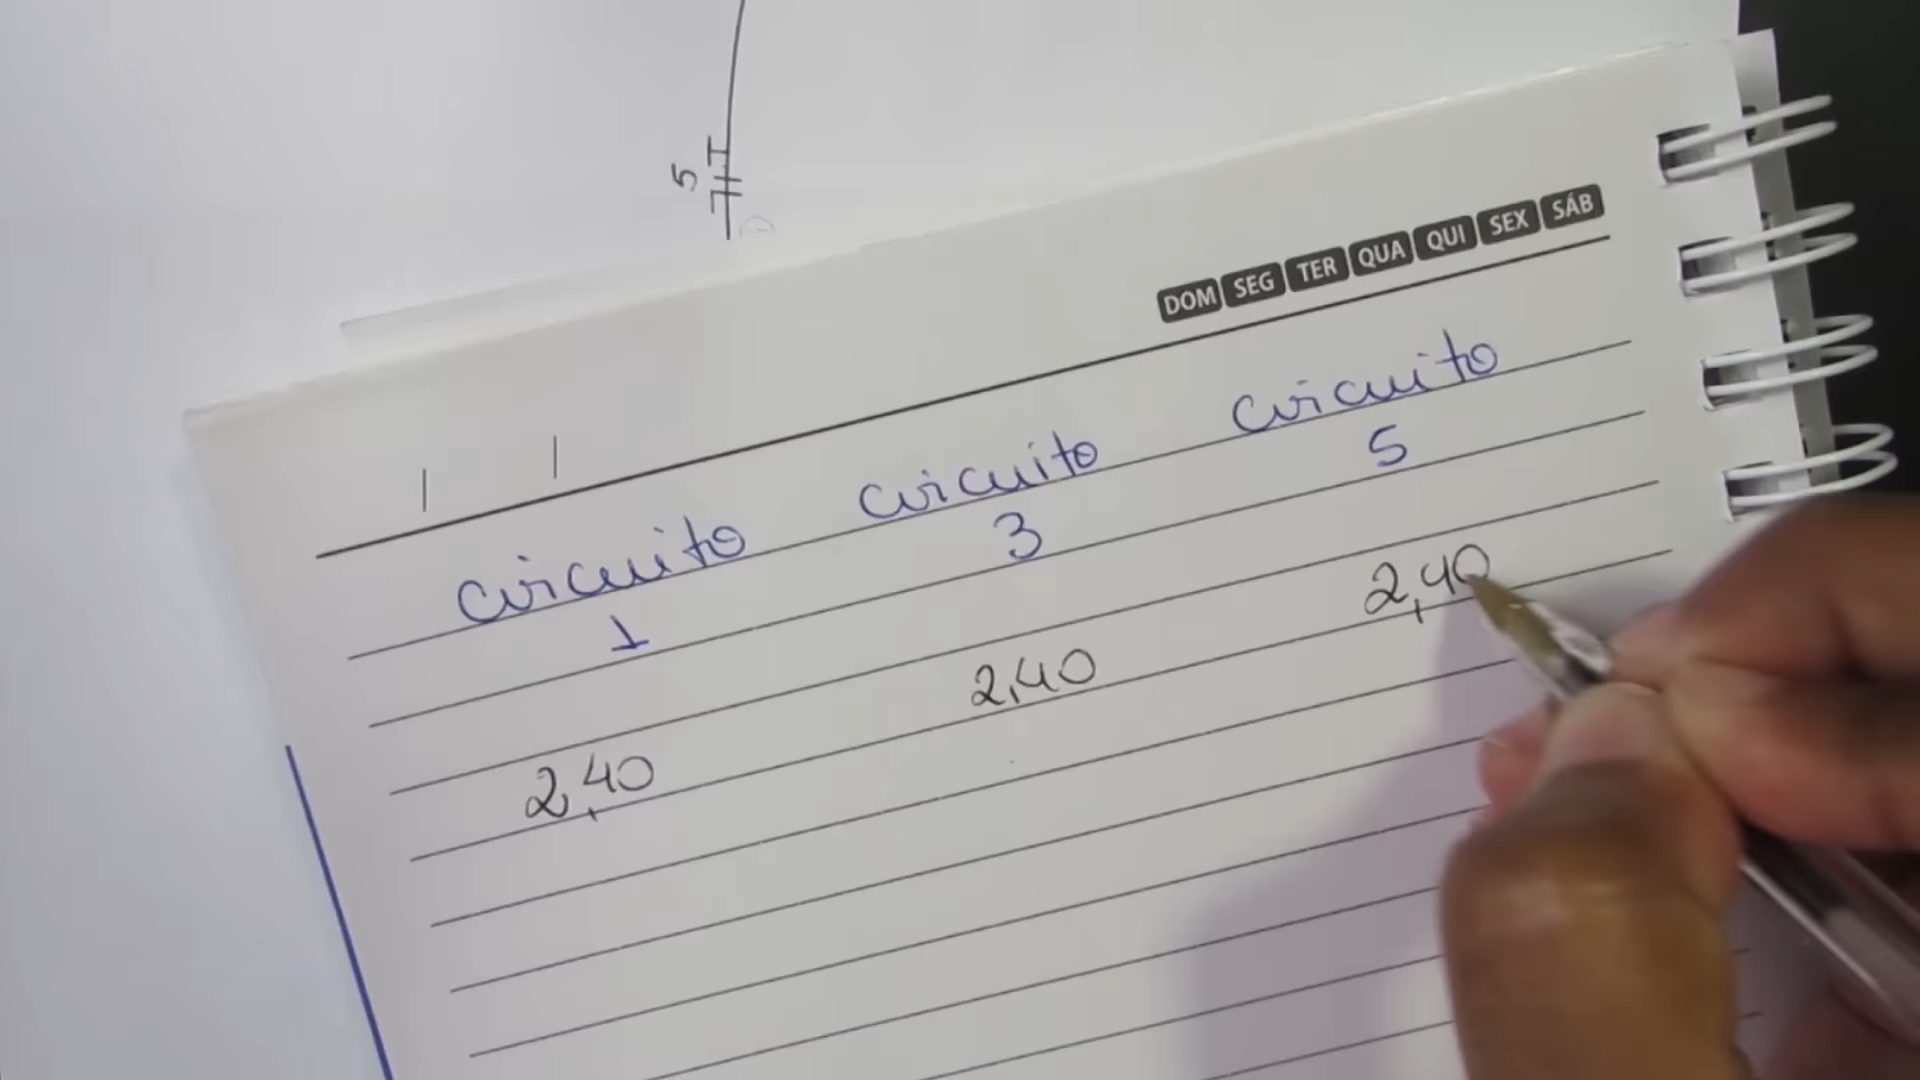 5
DOM SEG TER QUA QUI SEX SÁB
circuito circuito circuito
1 3 5
2,40 2,40 2,40